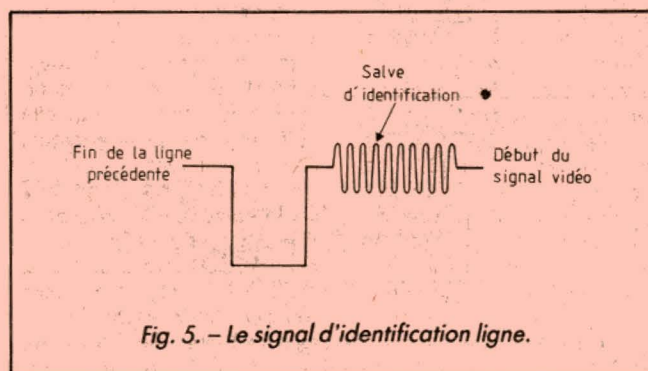 Salve
d'identification
Fin de la ligne
précédente
Début du
signal vidéo
Fig. 5. – Le signal d'identification ligne.